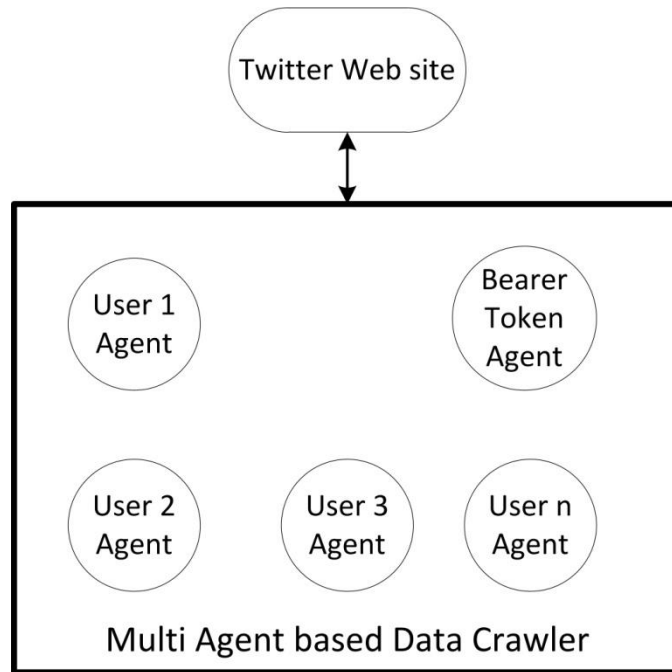 Twitter Web site
User 1
Agent
Bearer
Token
Agent
User 2
Agent
User 3
Agent
User n
Agent
Multi Agent based Data Crawler